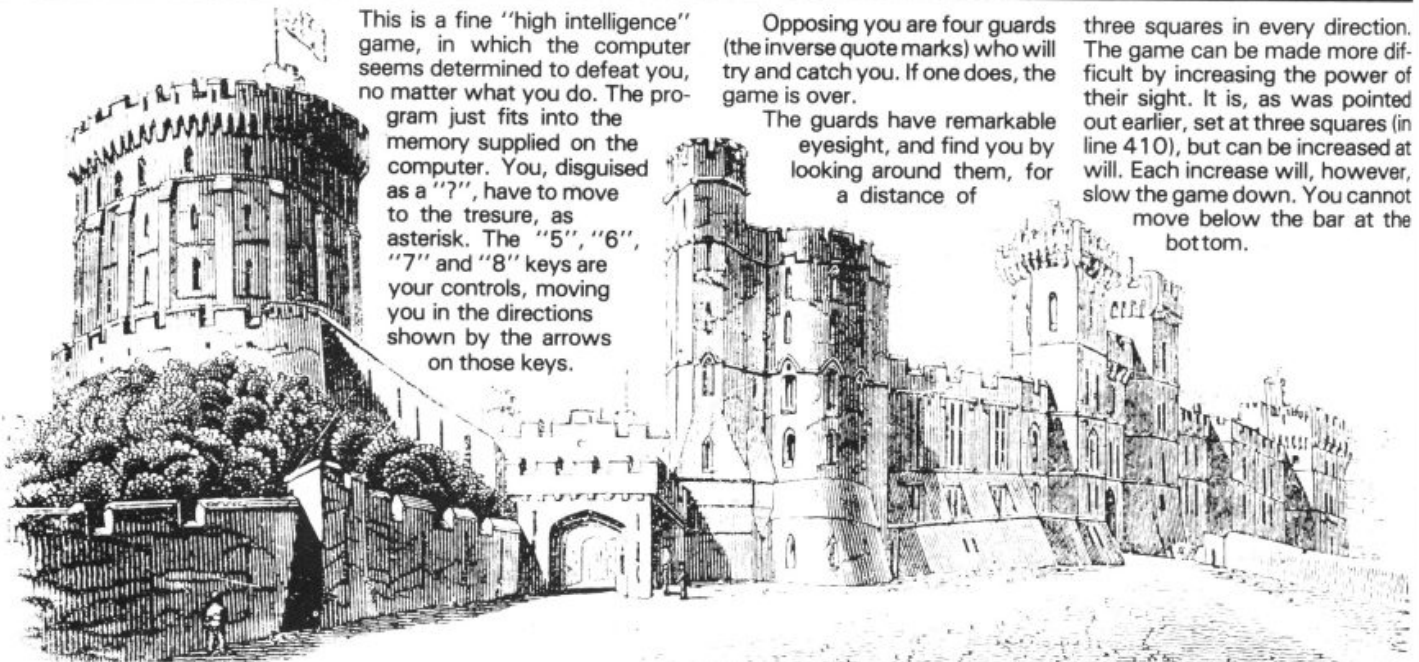 This is a fine "high intelligence"
game, in which the computer
seems determined to defeat you,
no matter what you do. The pro-
gram just fits into the
memory supplied on the
computer. You, disguised
as a "?", have to move
to the tresure, as
asterisk. The "5", "6",
"7" and "8" keys are
your controls, moving
you in the directions
shown by the arrows
on those keys.
Opposing you are four guards
(the inverse quote marks) who will
try and catch you. If one does, the
game is over.
The guards have remarkable
eyesight, and find you by
looking around them, for
a distance of
three squares in every direction.
The game can be made more dif-
ficult by increasing the power of
their sight. It is, as was pointed
out earlier, set at three squares (in
line 410), but can be increased at
will. Each increase will, however,
slow the game down. You cannot
move below the bar at the
bot tom.